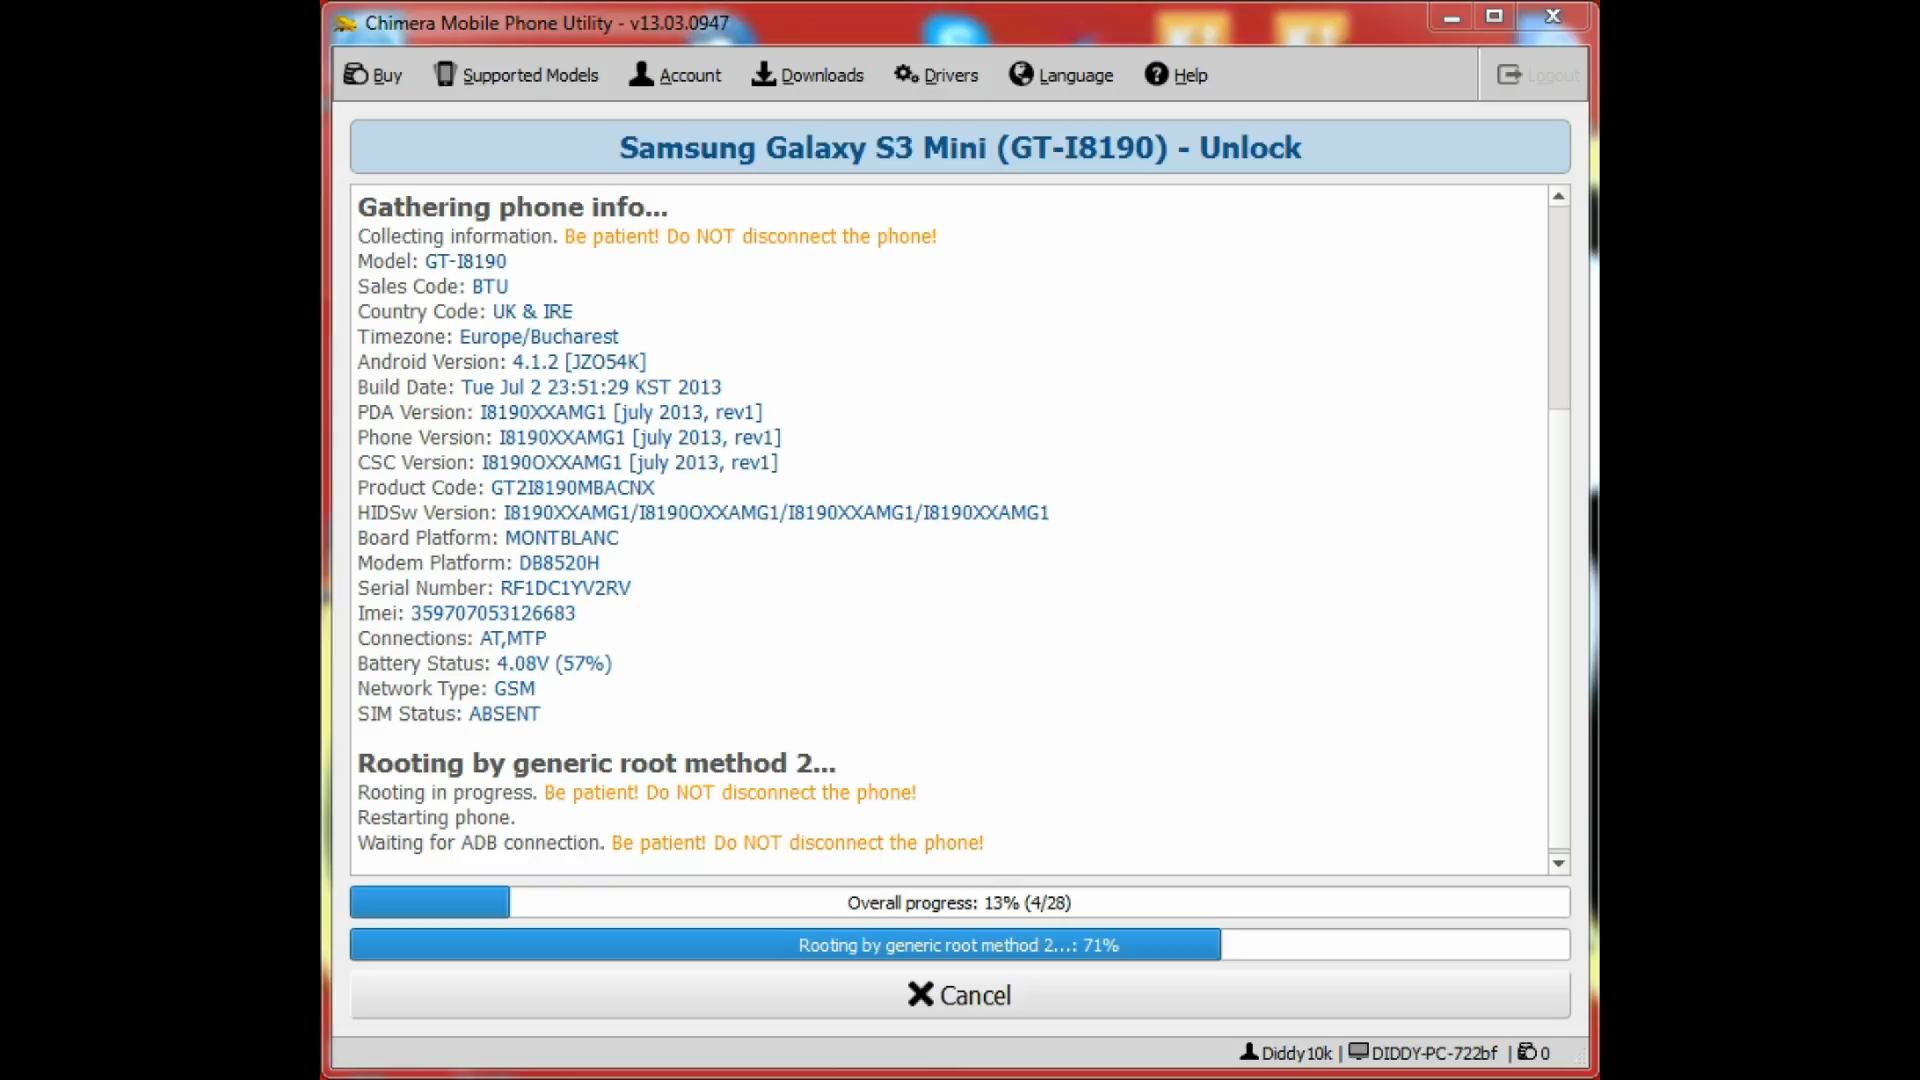 Chimera Mobile Phone Utility - v13.03.0947
Buy Supported Models Account Downloads Drivers Language Help Logout
Samsung Galaxy S3 Mini (GT-I8190) - Unlock
Gathering phone info...
Collecting information. Be patient! Do NOT disconnect the phone!
Model: GT-I8190
Sales Code: BTU
Country Code: UK & IRE
Timezone: Europe/Bucharest
Android Version: 4.1.2 [JZO54K]
Build Date: Tue Jul 2 23:51:29 KST 2013
PDA Version: I8190XXAMG1 [july 2013, rev1]
Phone Version: I8190XXAMG1 [july 2013, rev1]
CSC Version: I8190OXXAMG1 [july 2013, rev1]
Product Code: GT2I8190MBACNX
HIDSw Version: I8190XXAMG1/I8190OXXAMG1/I8190XXAMG1/I8190XXAMG1
Board Platform: MONTBLANC
Modem Platform: DB8520H
Serial Number: RF1DC1YV2RV
Imei: 359707053126683
Connections: AT,MTP
Battery Status: 4.08V (57%)
Network Type: GSM
SIM Status: ABSENT
Rooting by generic root method 2...
Rooting in progress. Be patient! Do NOT disconnect the phone!
Restarting phone.
Waiting for ADB connection. Be patient! Do NOT disconnect the phone!
Overall progress: 13% (4/28)
Rooting by generic root method 2...: 71%
Cancel
Diddy10k | DIDDY-PC-722bf | 0